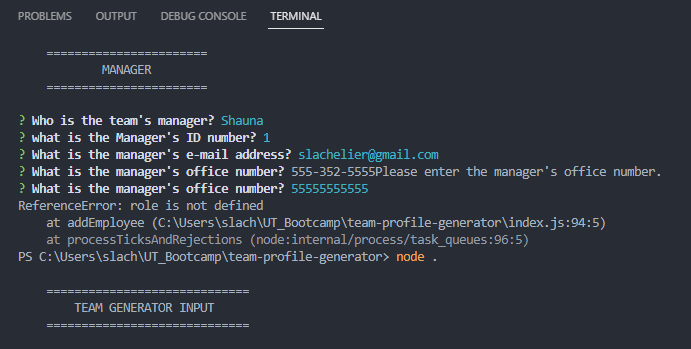 PROBLEMS OUTPUT DEBUG CONSOLE TERMINAL
=======================
MANAGER
=======================
? Who is the team's manager? Shauna
? what is the Manager's ID number? 1
? What is the manager's e-mail address? slachelier@gmail.com
? What is the manager's office number? 555-352-5555Please enter the manager's office number.
? What is the manager's office number? 55555555555
ReferenceError: role is not defined
at addEmployee (C:\Users\slach\UT_Bootcamp\team-profile-generator\index.js:94:5)
at processTicksAndRejections (node:internal/process/task_queues:96:5)
PS C:\Users\slach\UT_Bootcamp\team-profile-generator> node .
=============================
TEAM GENERATOR INPUT
=============================